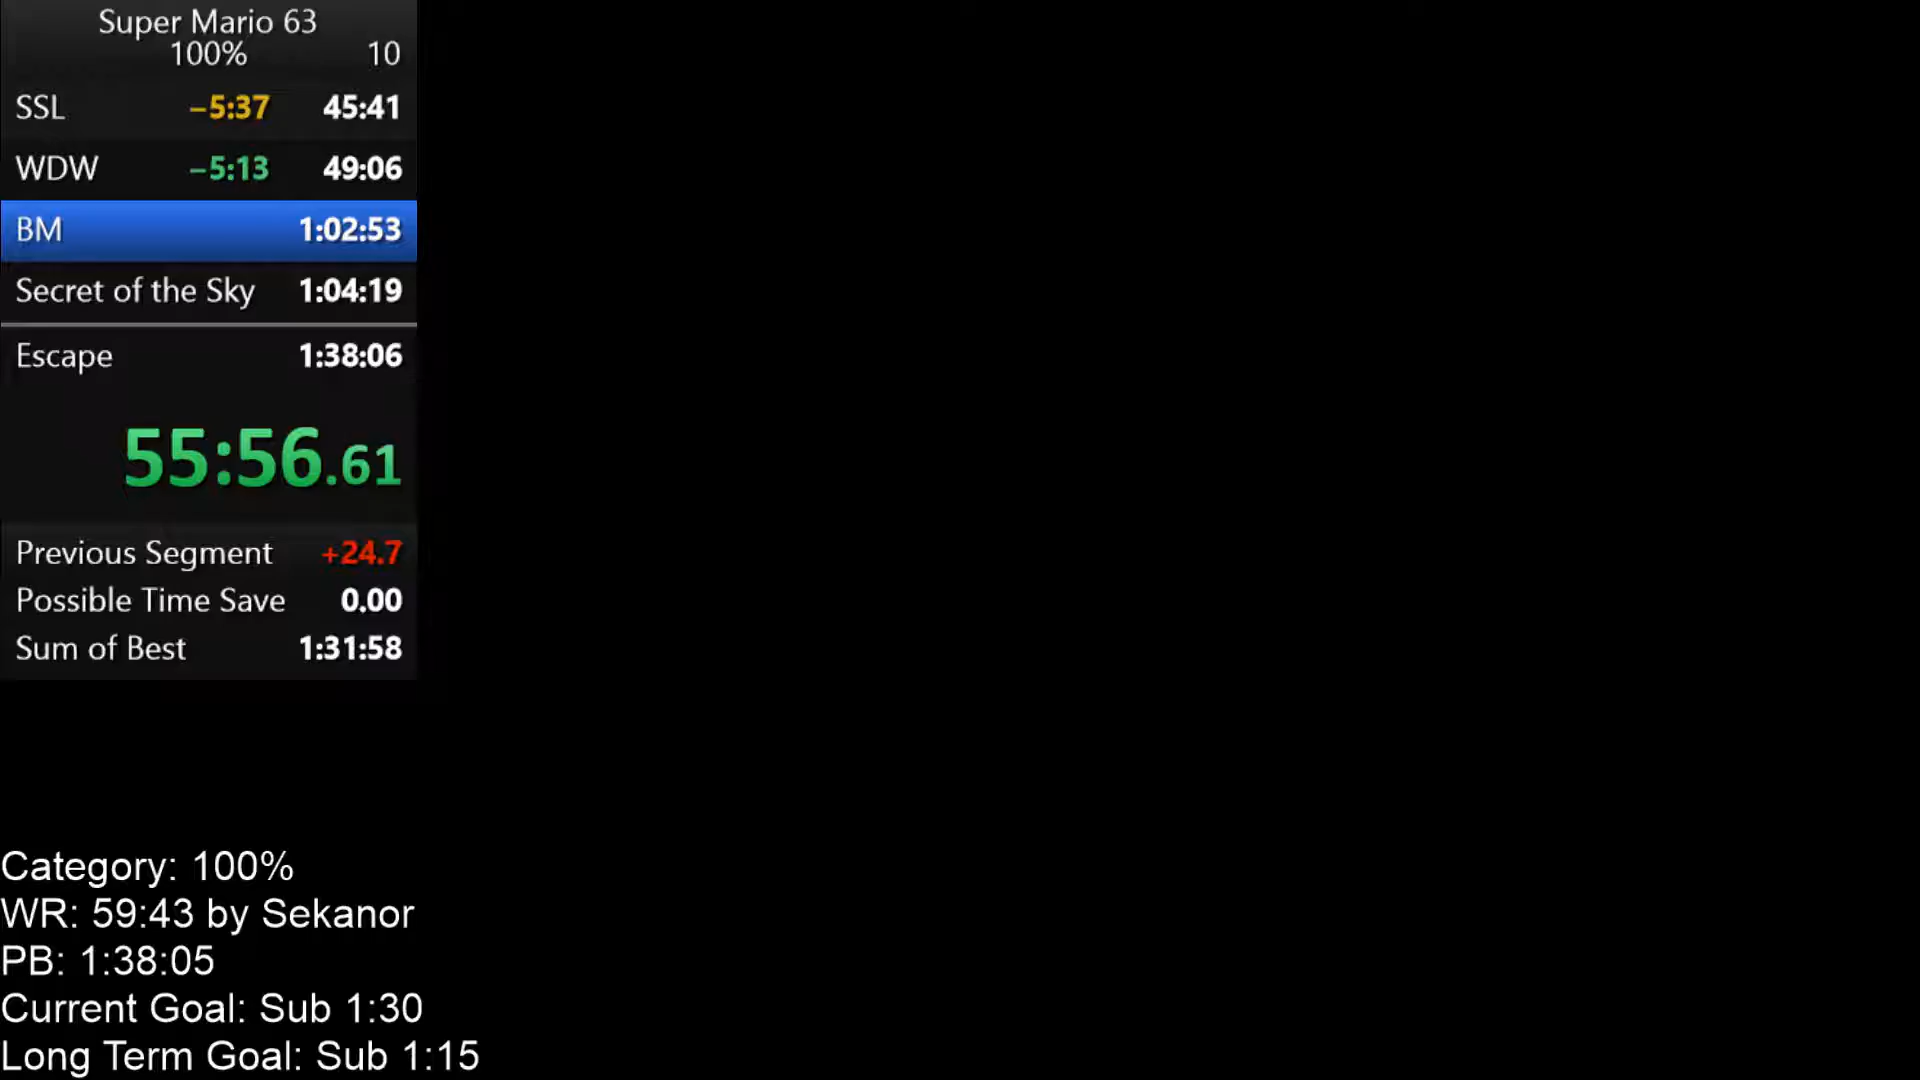 Super Mario 63
100% 10
SSL −5:37 45:41
WDW −5:13 49:06
BM 1:02:53
Secret of the Sky 1:04:19
Escape 1:38:06
55:56.61
Previous Segment +24.7
Possible Time Save 0.00
Sum of Best 1:31:58
Category: 100%
WR: 59:43 by Sekanor
PB: 1:38:05
Current Goal: Sub 1:30
Long Term Goal: Sub 1:15